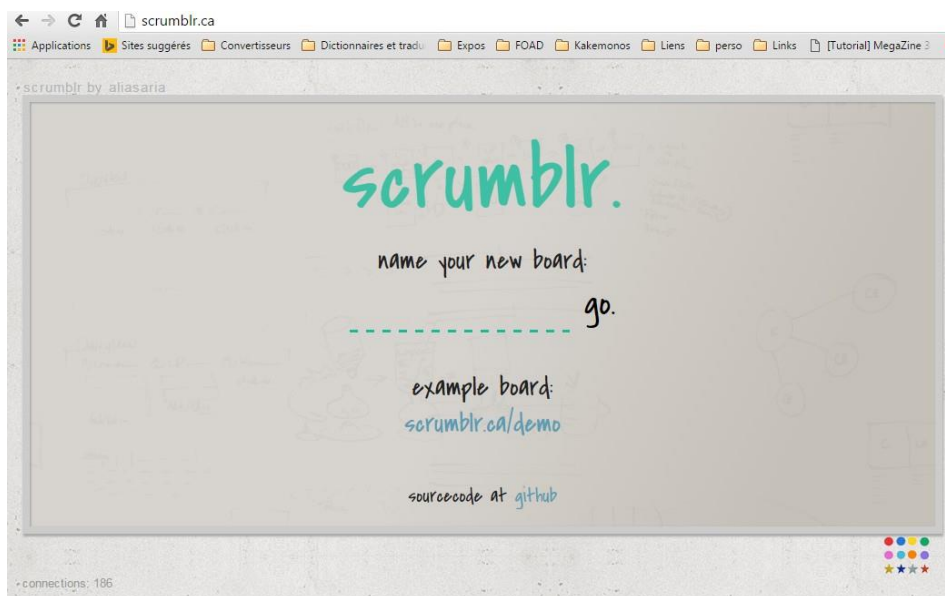 scrumblr.ca
Applications Sites suggérés Convertisseurs Dictionnaires et tradu Expos FOAD Kakemonos Liens perso Links [Tutorial] MegaZine 3
scrumblr by aliasaria
scrumblr.
name your new board:
go.
example board:
scrumblr.ca/demo
sourcecode at github
connections: 186